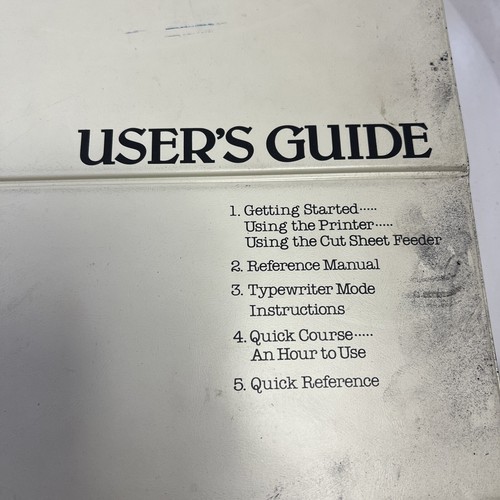 USER'S GUIDE
1. Getting Started·····
Using the Printer·····
Using the Cut Sheet Feeder
2. Reference Manual
3. Typewriter Mode
Instructions
4. Quick Course·····
An Hour to Use
5. Quick Reference